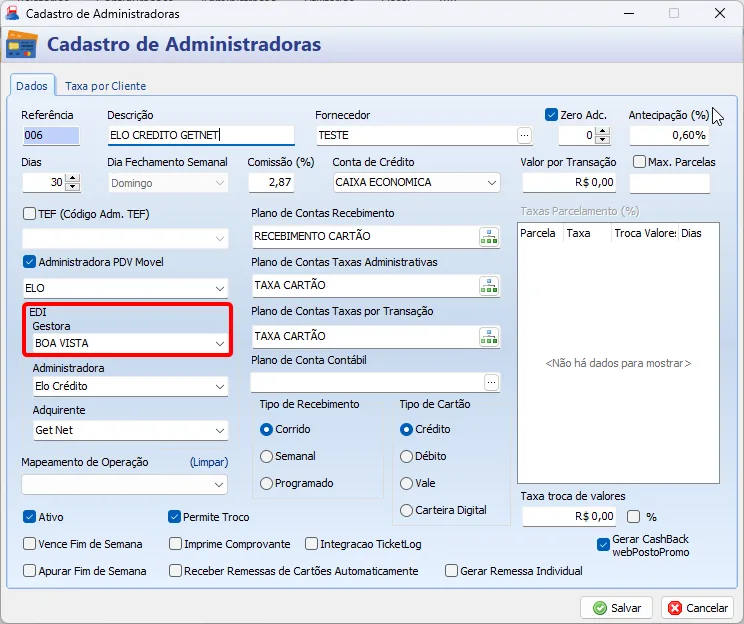 Cadastro de Administradoras
Cadastro de Administradoras
Dados Taxa por Cliente
Referência Descrição Fornecedor Zero Adc. Antecipação (%)
006 ELO CREDITO GETNET TESTE ... 0 0,60%
Dias Dia Fechamento Semanal Comissão (%) Conta de Crédito Valor por Transação Max. Parcelas
30 Domingo 2,87 CAIXA ECONOMICA R$ 0,00
TEF (Código Adm. TEF) Plano de Contas Recebimento Taxas Parcelamento (%)
RECEBIMENTO CARTÃO Parcela Taxa Troca Valores Dias
Administradora PDV Movel Plano de Contas Taxas Administrativas
ELO TAXA CARTÃO
EDI Plano de Contas Taxas por Transação
Gestora
BOA VISTA TAXA CARTÃO
Plano de Conta Contábil <Não há dados para mostrar>
Administradora
Elo Crédito ...
Adquirente Tipo de Recebimento Tipo de Cartão
Get Net Corrido Crédito
Mapeamento de Operação (Limpar) Semanal Débito
Programado Vale
Carteira Digital Taxa troca de valores
Ativo Permite Troco R$ 0,00 %
Vence Fim de Semana Imprime Comprovante Integracao TicketLog Gerar CashBack
webPostoPromo
Apurar Fim de Semana Receber Remessas de Cartões Automaticamente Gerar Remessa Individual
Salvar Cancelar